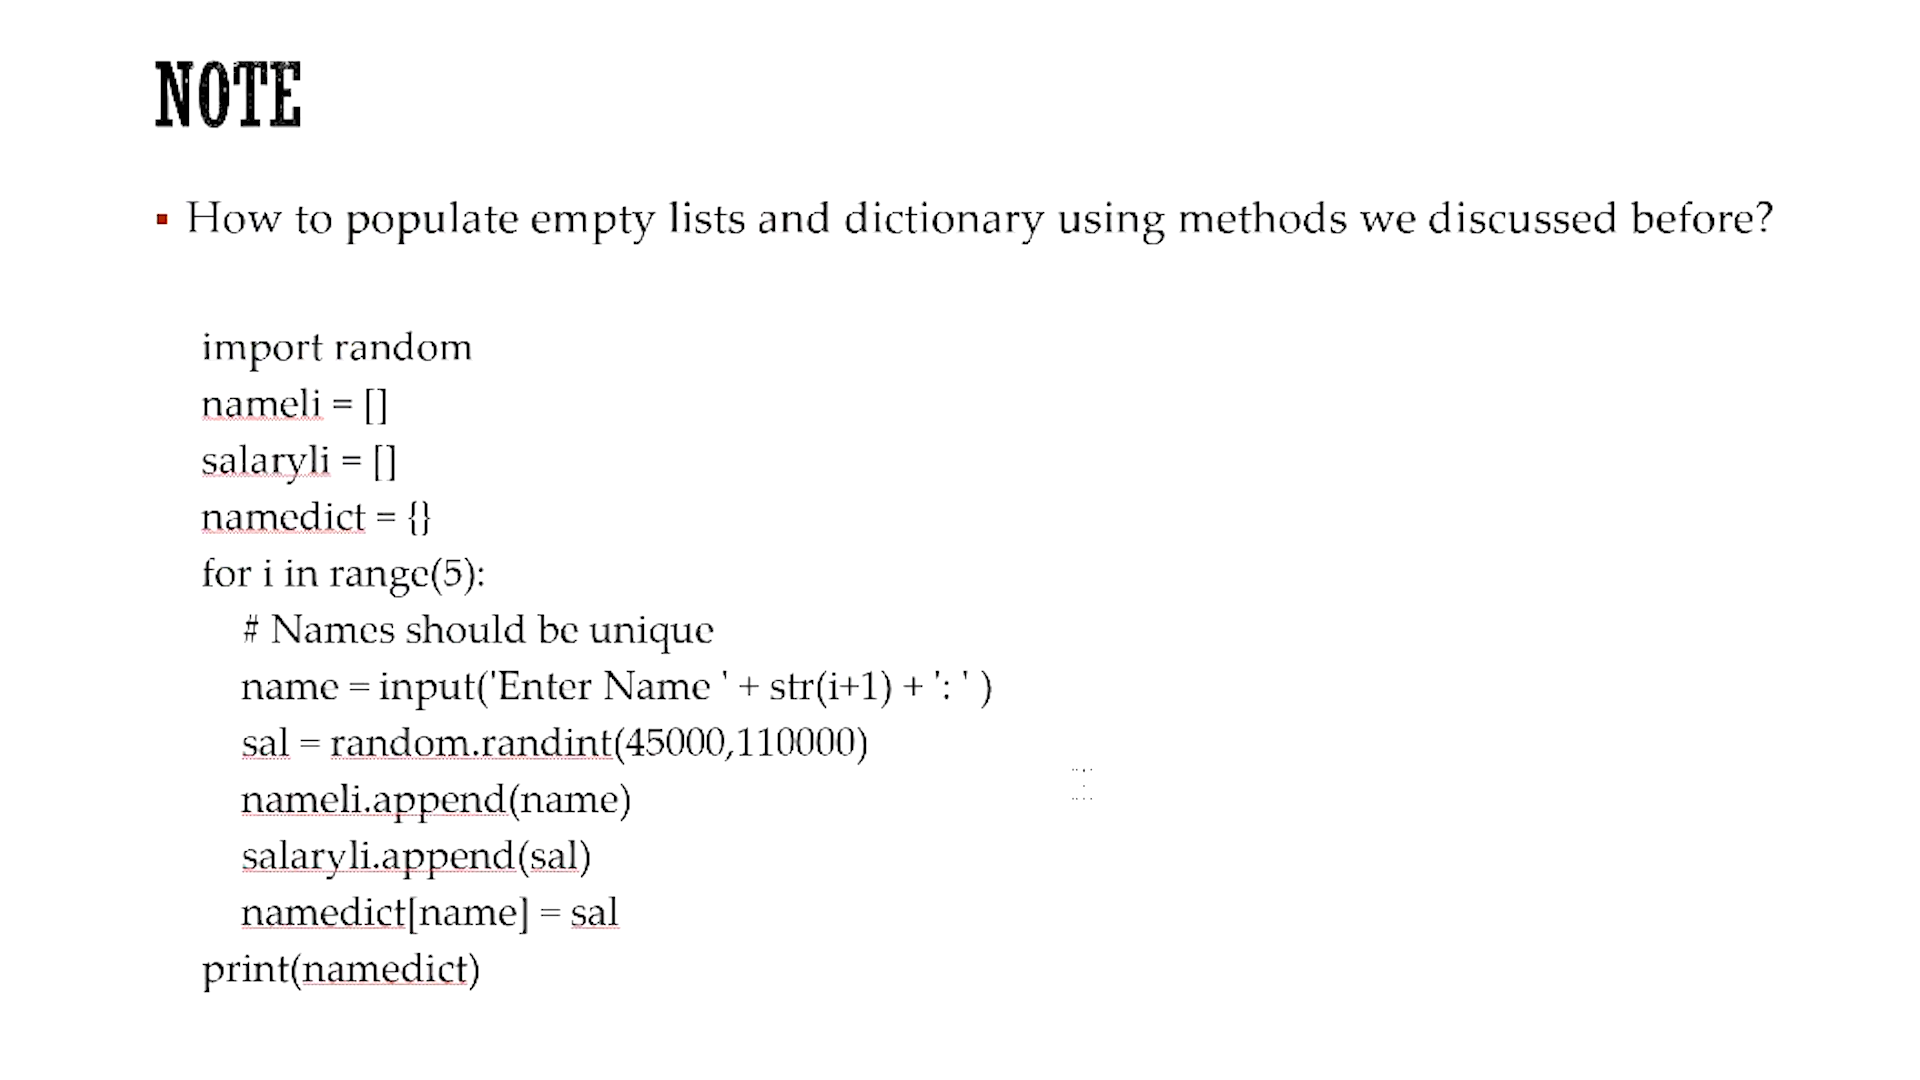 NOTE
▪ How to populate empty lists and dictionary using methods we discussed before?
import random
nameli = []
salaryli = []
namedict = {}
for i in range(5):
# Names should be unique
name = input('Enter Name ' + str(i+1) + ': ' )
sal = random.randint(45000,110000)
nameli.append(name)
salaryli.append(sal)
namedict[name] = sal
print(namedict)